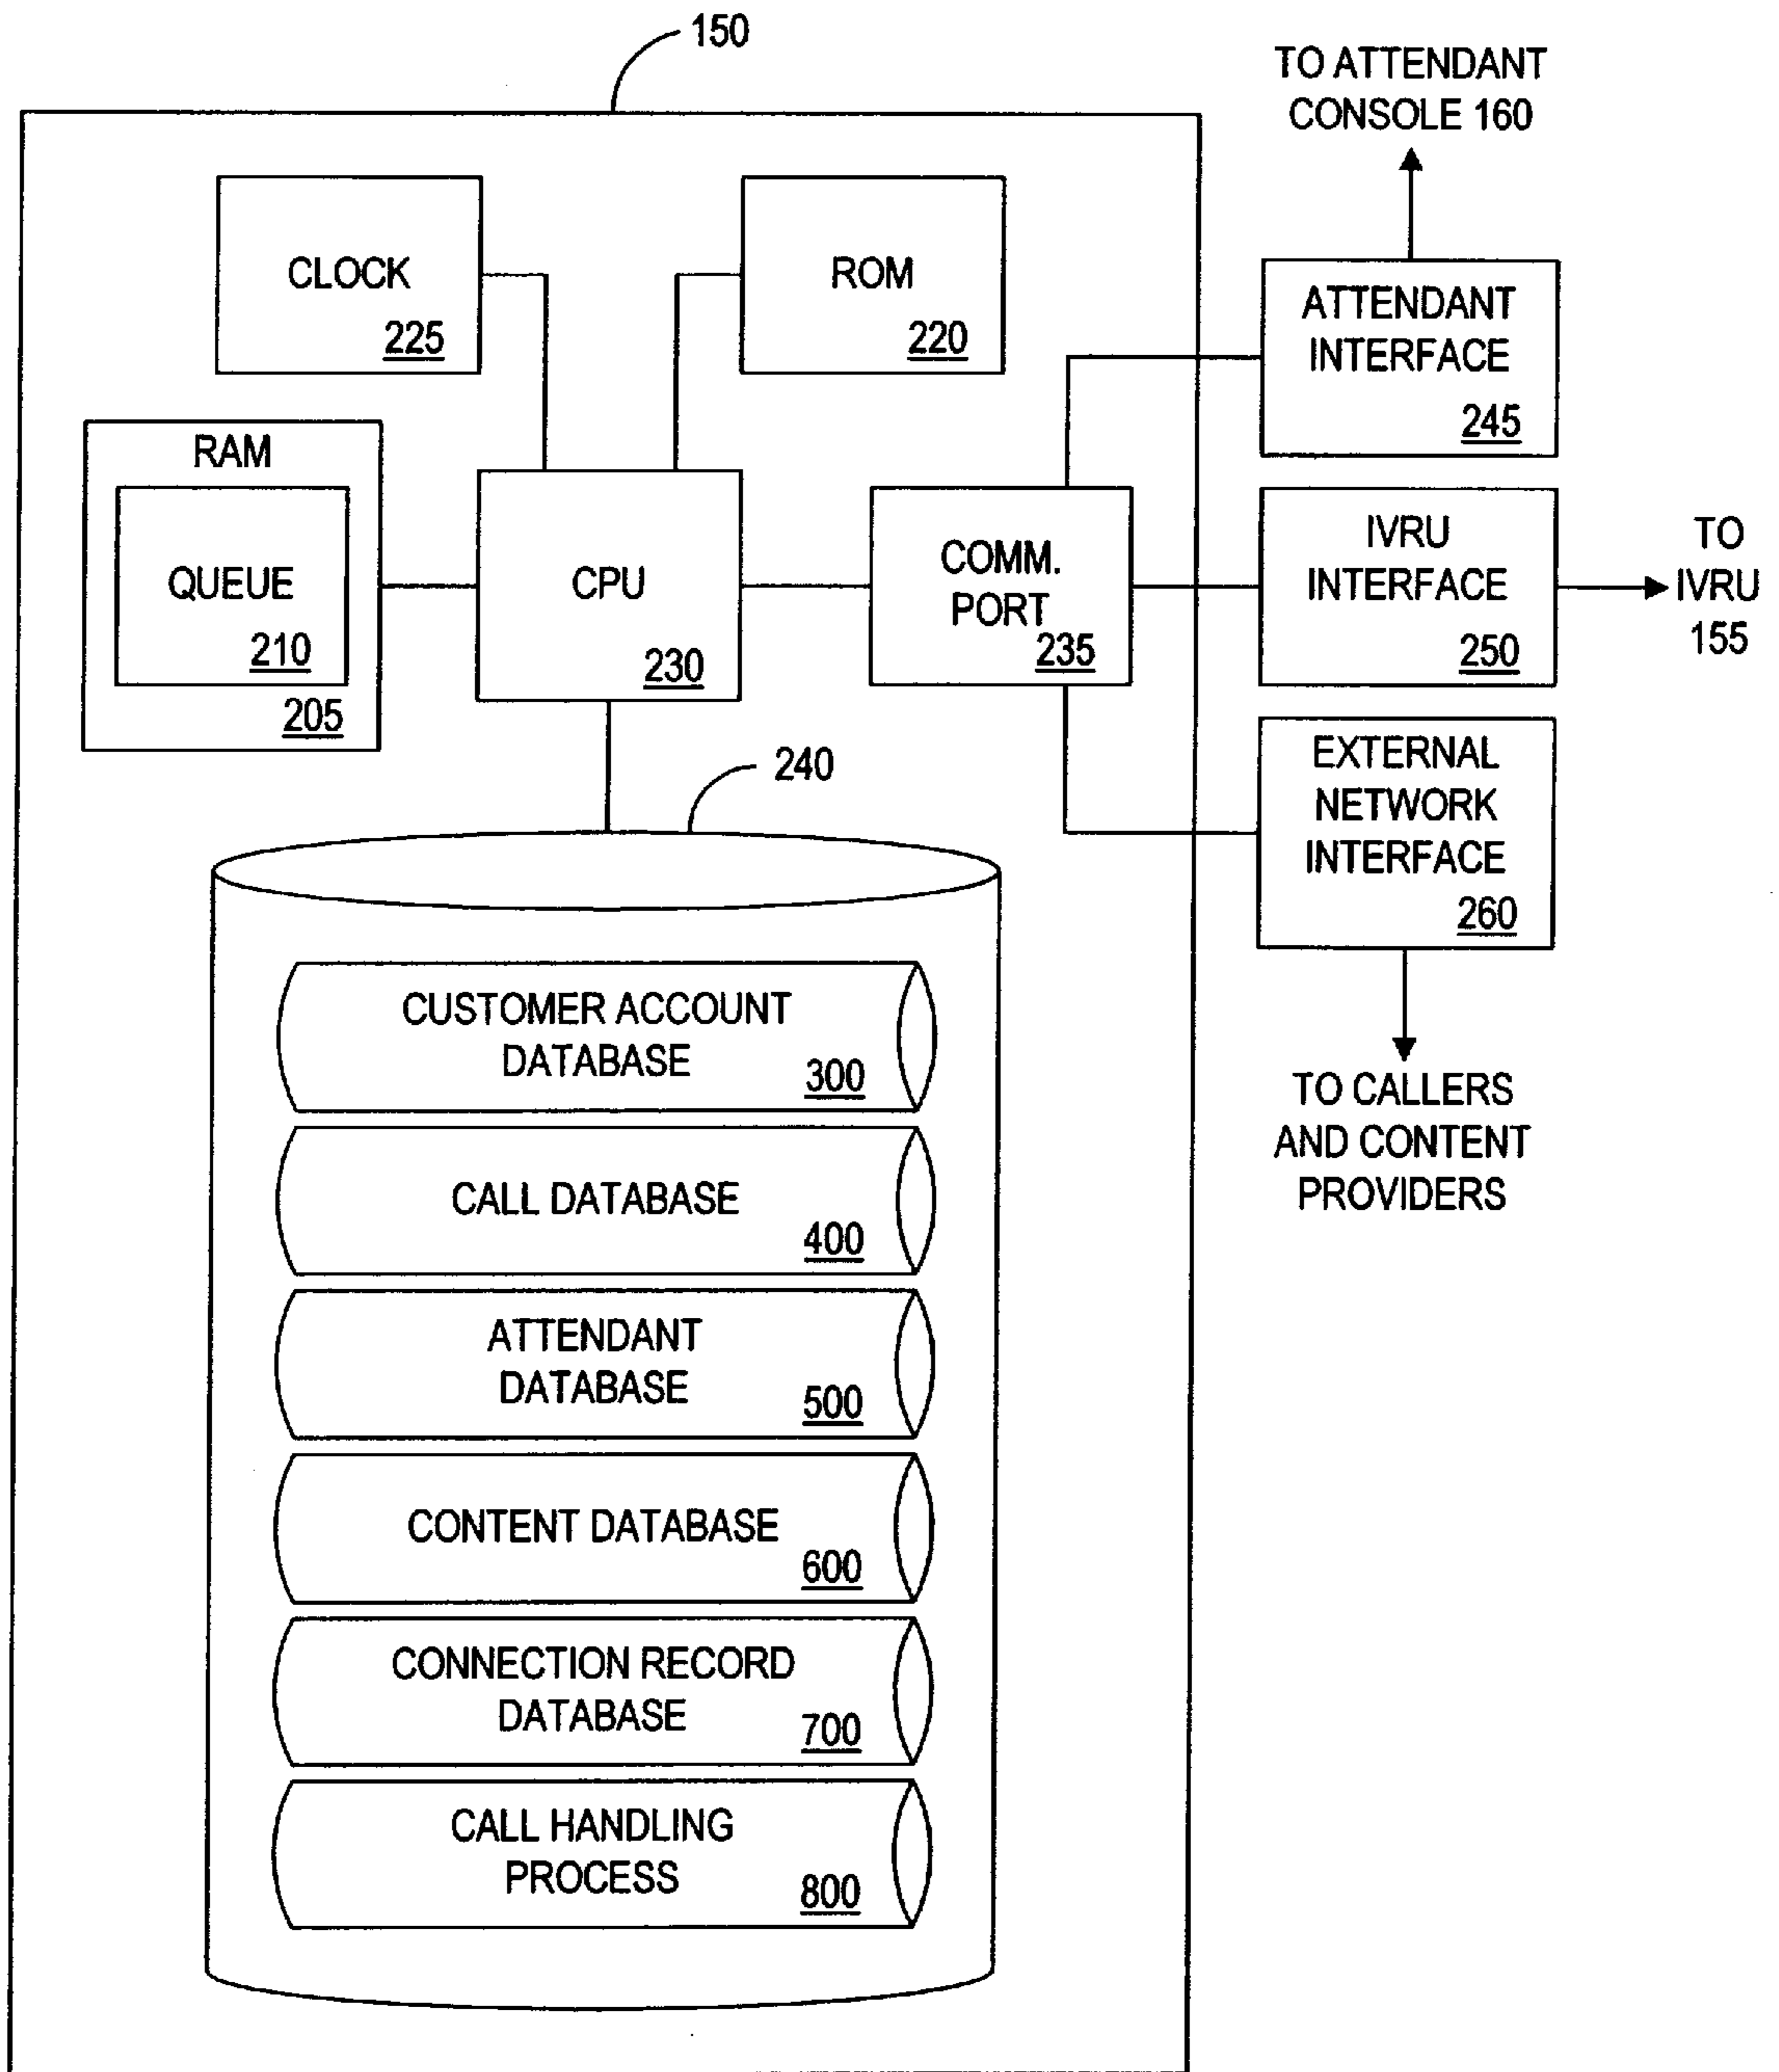 150
TO ATTENDANT
CONSOLE 160
CLOCK
225
ROM
220
ATTENDANT
INTERFACE
245
RAM
QUEUE
210
205
CPU
230
COMM.
PORT
235
IVRU
INTERFACE
250
TO
IVRU
155
EXTERNAL
NETWORK
INTERFACE
260
TO CALLERS
AND CONTENT
PROVIDERS
240
CUSTOMER ACCOUNT
DATABASE
300
CALL DATABASE
400
ATTENDANT
DATABASE
500
CONTENT DATABASE
600
CONNECTION RECORD
DATABASE
700
CALL HANDLING
PROCESS
800